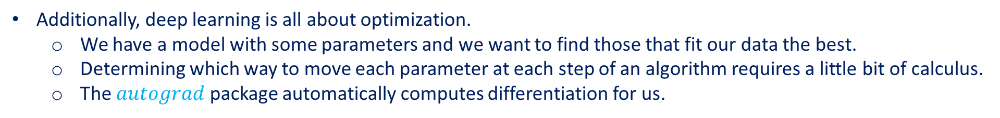 • Additionally, deep learning is all about optimization.
o We have a model with some parameters and we want to find those that fit our data the best.
o Determining which way to move each parameter at each step of an algorithm requires a little bit of calculus.
o The autograd package automatically computes differentiation for us.